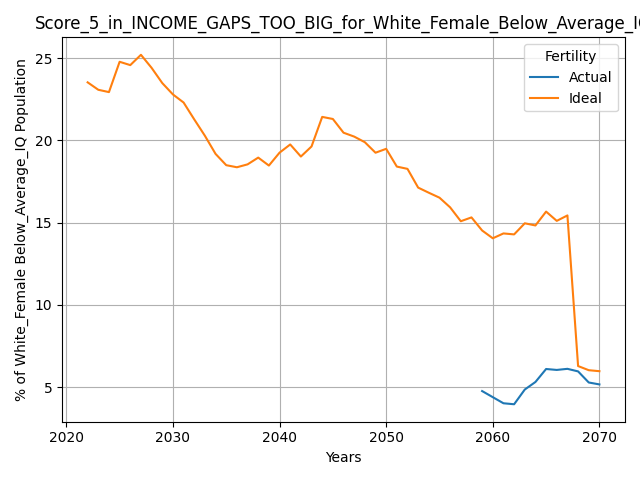 Score_5_in_INCOME_GAPS_TOO_BIG_for_White_Female_Below_Average_IQ
% of White_Female Below_Average_IQ Population
25
20
15
10
5
Fertility
Actual
Ideal
2020 2030 2040 2050 2060 2070
Years